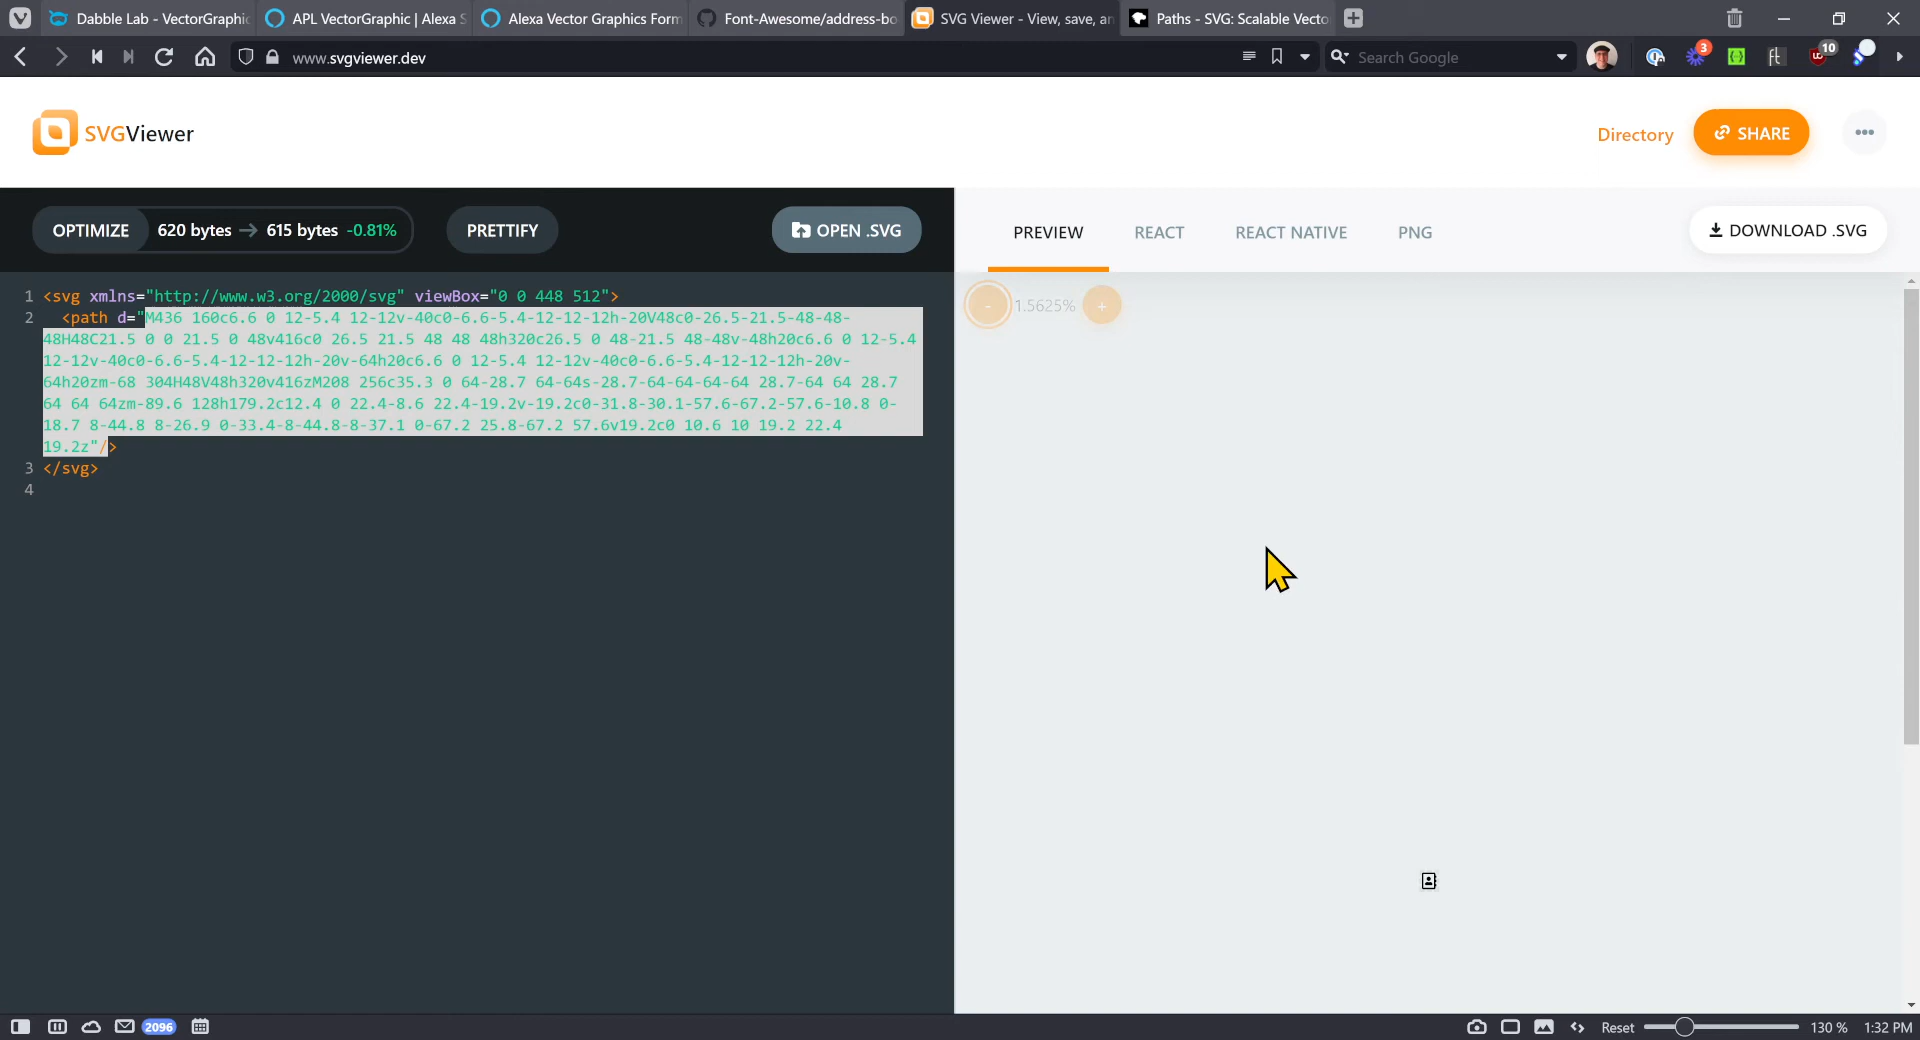 Dabble Lab - VectorGraphic
APL VectorGraphic | Alexa S
Alexa Vector Graphics Form
Font-Awesome/address-bo
SVG Viewer - View, save, an
Paths - SVG: Scalable Vecto
www.svgviewer.dev
Search Google
3
10
SVGViewer
Directory
SHARE
OPTIMIZE
620 bytes → 615 bytes -0.81%
PRETTIFY
OPEN .SVG
PREVIEW
REACT
REACT NATIVE
PNG
DOWNLOAD .SVG
1 <svg xmlns="http://www.w3.org/2000/svg" viewBox="0 0 448 512">
2 <path d="M436 160c6.6 0 12-5.4 12-12v-40c0-6.6-5.4-12-12-12h-20V48c0-26.5-21.5-48-48-
48H48C21.5 0 0 21.5 0 48v416c0 26.5 21.5 48 48 48h320c26.5 0 48-21.5 48-48v-48h20c6.6 0 12-5.4
12-12v-40c0-6.6-5.4-12-12-12h-20v-64h20c6.6 0 12-5.4 12-12v-40c0-6.6-5.4-12-12-12h-20v-
64h20zm-68 304H48V48h320v416zM208 256c35.3 0 64-28.7 64-64s-28.7-64-64-64-64 28.7-64 64 28.7
64 64 64zm-89.6 128h179.2c12.4 0 22.4-8.6 22.4-19.2v-19.2c0-31.8-30.1-57.6-67.2-57.6-10.8 0-
18.7 8-44.8 8-26.9 0-33.4-8-44.8-8-37.1 0-67.2 25.8-67.2 57.6v19.2c0 10.6 10 19.2 22.4
19.2z"/>
3 </svg>
4
- 1.5625% +
2096
Reset
130 %
1:32 PM